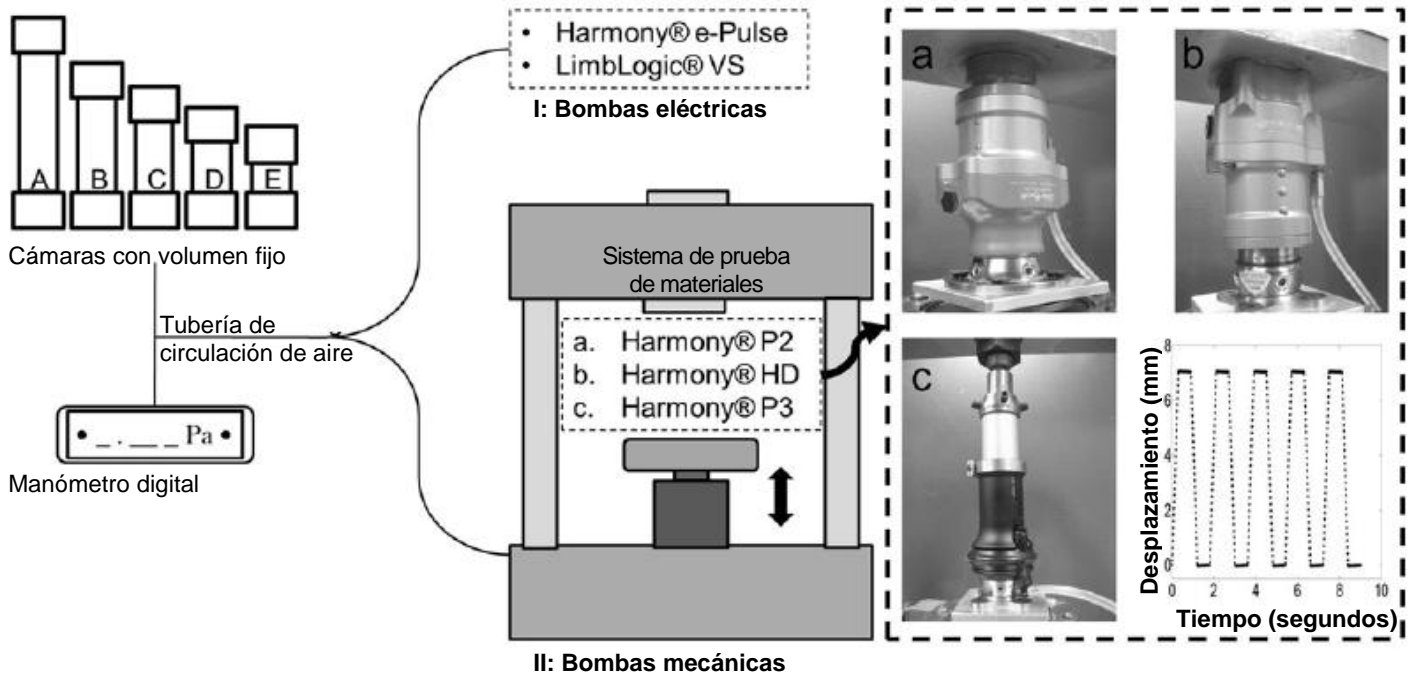 A B C D E
Cámaras con volumen fijo
Tubería de
circulación de aire
_ . __ _ Pa
Manómetro digital
• Harmony® e-Pulse
• LimbLogic® VS
I: Bombas eléctricas
Sistema de prueba
de materiales
a. Harmony® P2
b. Harmony® HD
c. Harmony® P3
II: Bombas mecánicas
a
b
c
Desplazamiento (mm)
8
6
4
2
0
0 2 4 6 8 10
Tiempo (segundos)